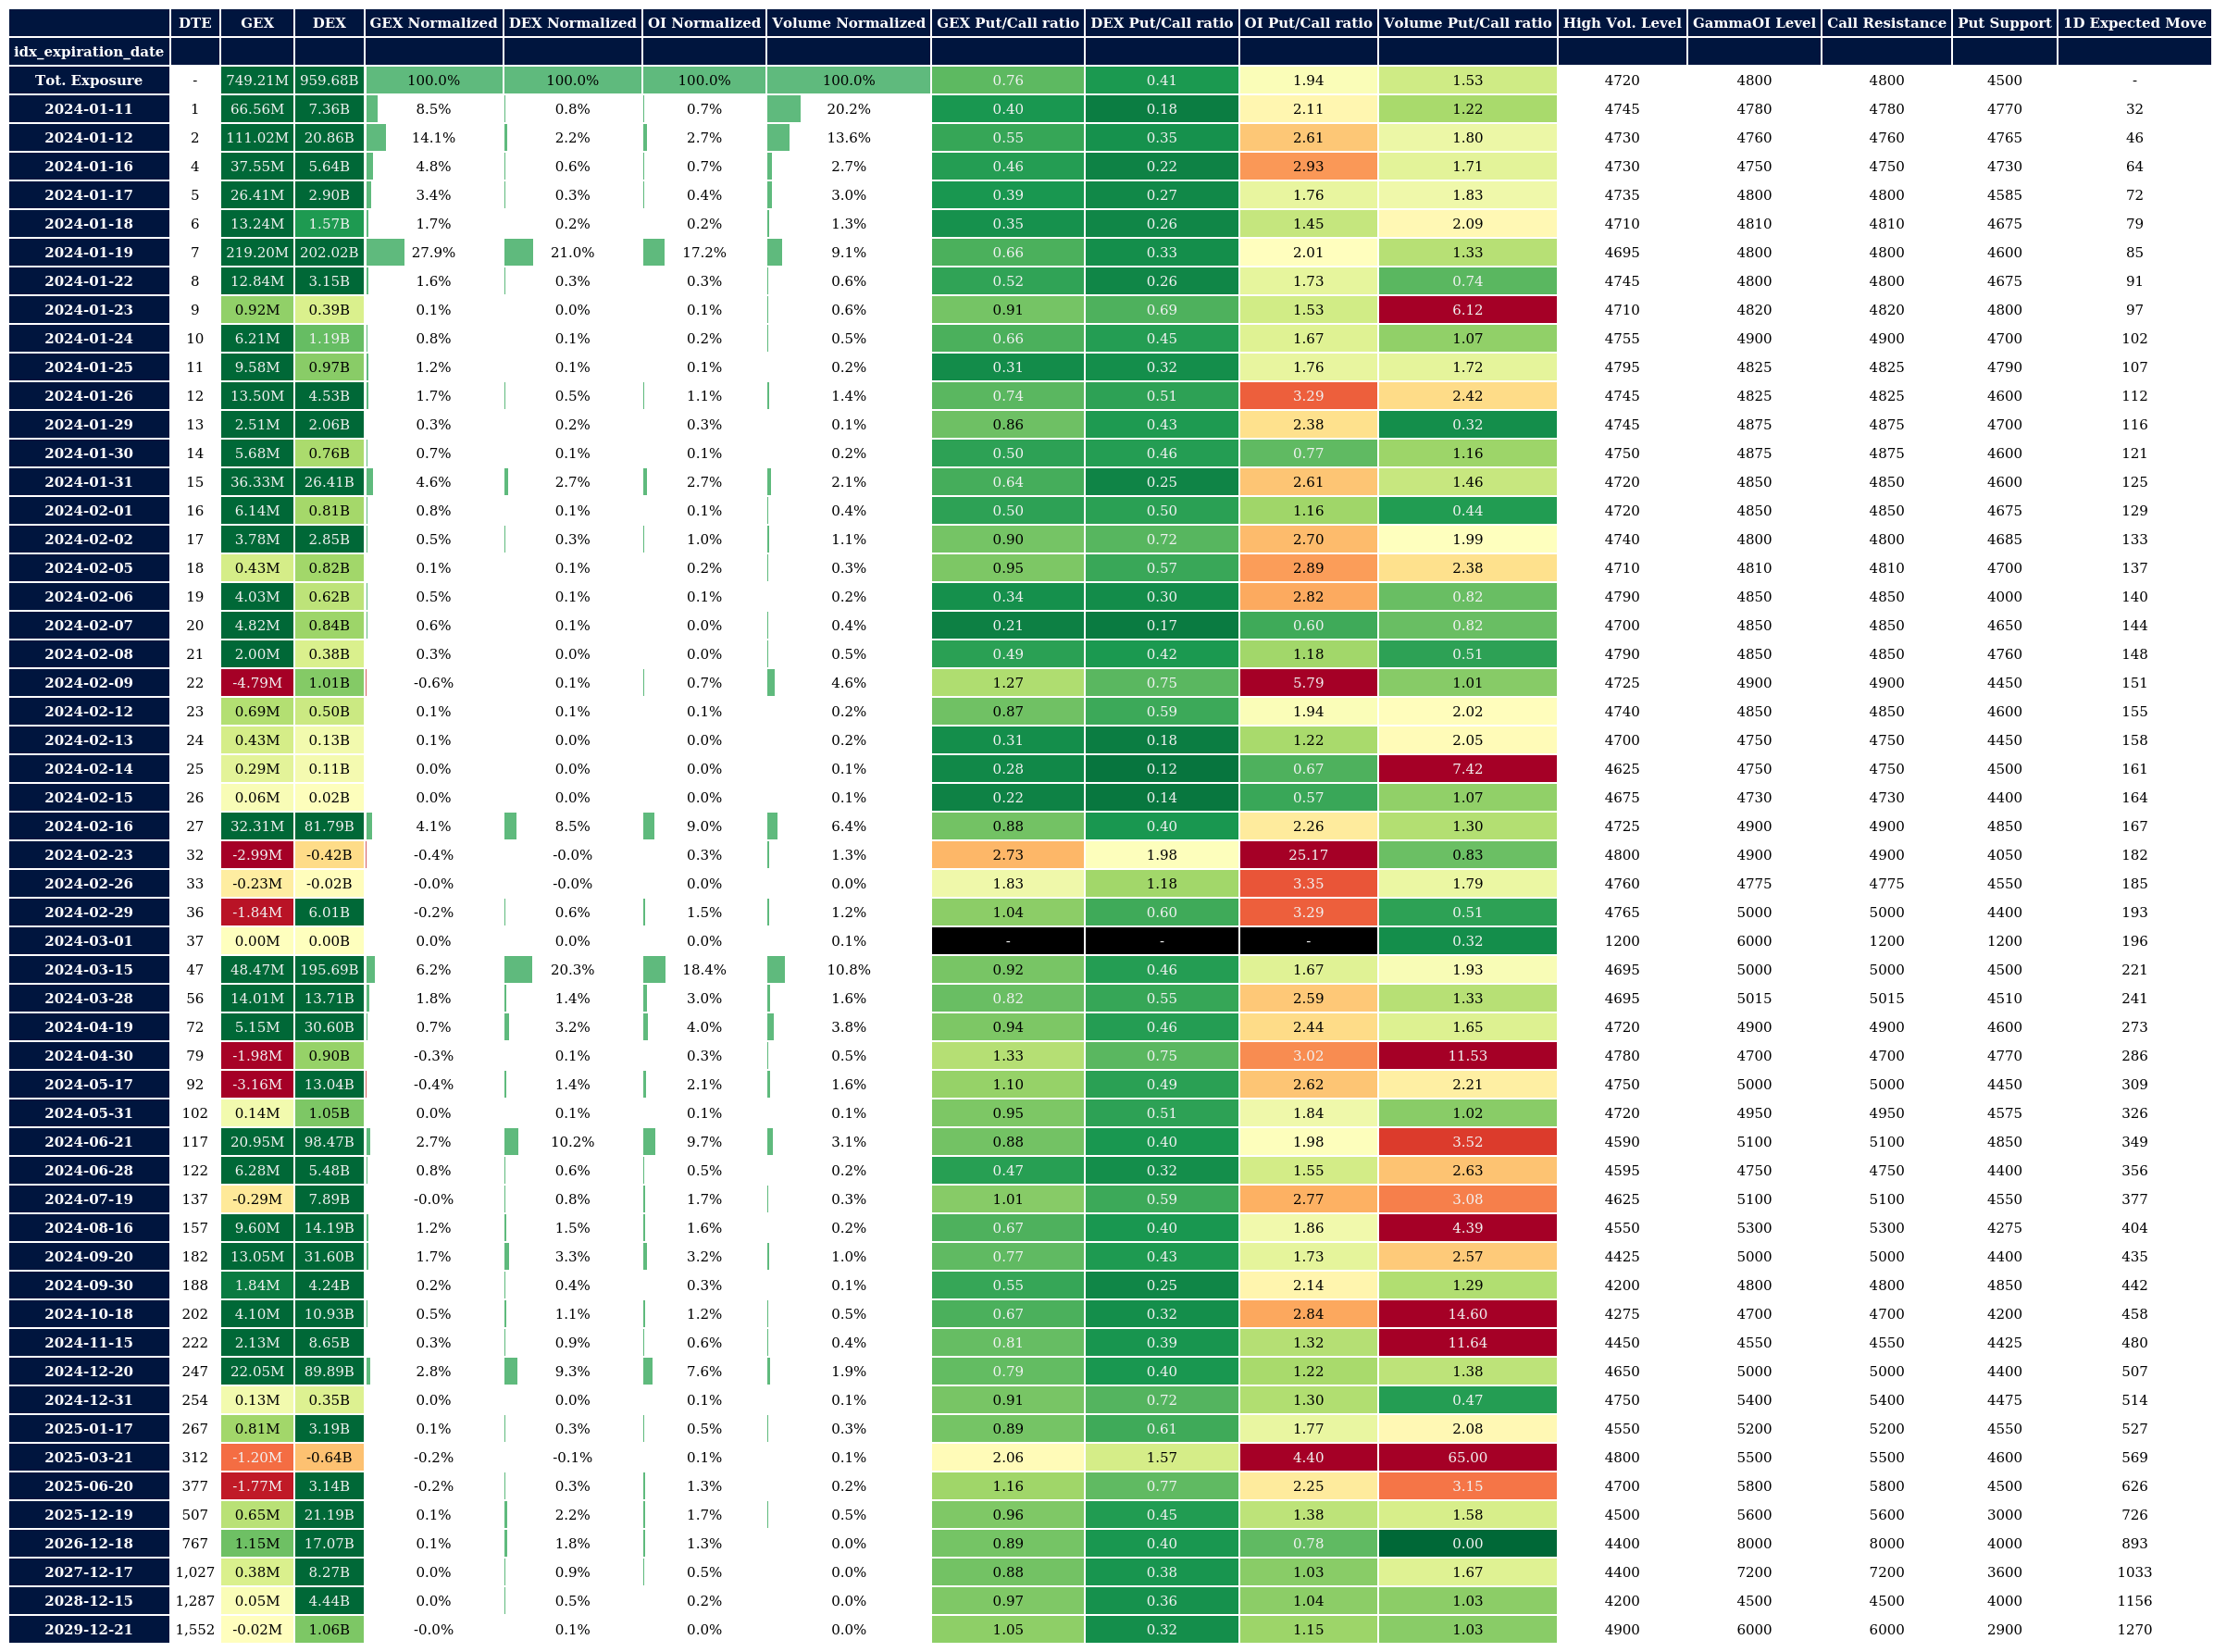 DTE GEX DEX GEX Normalized DEX Normalized OI Normalized Volume Normalized GEX Put/Call ratio DEX Put/Call ratio OI Put/Call ratio Volume Put/Call ratio High Vol. Level GammaOI Level Call Resistance Put Support 1D Expected Move
idx_expiration_date
Tot. Exposure - 749.21M 959.68B 100.0% 100.0% 100.0% 100.0% 0.76 0.41 1.94 1.53 4720 4800 4800 4500 -
2024-01-11 1 66.56M 7.36B 8.5% 0.8% 0.7% 20.2% 0.40 0.18 2.11 1.22 4745 4780 4780 4770 32
2024-01-12 2 111.02M 20.86B 14.1% 2.2% 2.7% 13.6% 0.55 0.35 2.61 1.80 4730 4760 4760 4765 46
2024-01-16 4 37.55M 5.64B 4.8% 0.6% 0.7% 2.7% 0.46 0.22 2.93 1.71 4730 4750 4750 4730 64
2024-01-17 5 26.41M 2.90B 3.4% 0.3% 0.4% 3.0% 0.39 0.27 1.76 1.83 4735 4800 4800 4585 72
2024-01-18 6 13.24M 1.57B 1.7% 0.2% 0.2% 1.3% 0.35 0.26 1.45 2.09 4710 4810 4810 4675 79
2024-01-19 7 219.20M 202.02B 27.9% 21.0% 17.2% 9.1% 0.66 0.33 2.01 1.33 4695 4800 4800 4600 85
2024-01-22 8 12.84M 3.15B 1.6% 0.3% 0.3% 0.6% 0.52 0.26 1.73 0.74 4745 4800 4800 4675 91
2024-01-23 9 0.92M 0.39B 0.1% 0.0% 0.1% 0.6% 0.91 0.69 1.53 6.12 4710 4820 4820 4800 97
2024-01-24 10 6.21M 1.19B 0.8% 0.1% 0.2% 0.5% 0.66 0.45 1.67 1.07 4755 4900 4900 4700 102
2024-01-25 11 9.58M 0.97B 1.2% 0.1% 0.1% 0.2% 0.31 0.32 1.76 1.72 4795 4825 4825 4790 107
2024-01-26 12 13.50M 4.53B 1.7% 0.5% 1.1% 1.4% 0.74 0.51 3.29 2.42 4745 4825 4825 4600 112
2024-01-29 13 2.51M 2.06B 0.3% 0.2% 0.3% 0.1% 0.86 0.43 2.38 0.32 4745 4875 4875 4700 116
2024-01-30 14 5.68M 0.76B 0.7% 0.1% 0.1% 0.2% 0.50 0.46 0.77 1.16 4750 4875 4875 4600 121
2024-01-31 15 36.33M 26.41B 4.6% 2.7% 2.7% 2.1% 0.64 0.25 2.61 1.46 4720 4850 4850 4600 125
2024-02-01 16 6.14M 0.81B 0.8% 0.1% 0.1% 0.4% 0.50 0.50 1.16 0.44 4720 4850 4850 4675 129
2024-02-02 17 3.78M 2.85B 0.5% 0.3% 1.0% 1.1% 0.90 0.72 2.70 1.99 4740 4800 4800 4685 133
2024-02-05 18 0.43M 0.82B 0.1% 0.1% 0.2% 0.3% 0.95 0.57 2.89 2.38 4710 4810 4810 4700 137
2024-02-06 19 4.03M 0.62B 0.5% 0.1% 0.1% 0.2% 0.34 0.30 2.82 0.82 4790 4850 4850 4000 140
2024-02-07 20 4.82M 0.84B 0.6% 0.1% 0.0% 0.4% 0.21 0.17 0.60 0.82 4700 4850 4850 4650 144
2024-02-08 21 2.00M 0.38B 0.3% 0.0% 0.0% 0.5% 0.49 0.42 1.18 0.51 4790 4850 4850 4760 148
2024-02-09 22 -4.79M 1.01B -0.6% 0.1% 0.7% 4.6% 1.27 0.75 5.79 1.01 4725 4900 4900 4450 151
2024-02-12 23 0.69M 0.50B 0.1% 0.1% 0.1% 0.2% 0.87 0.59 1.94 2.02 4740 4850 4850 4600 155
2024-02-13 24 0.43M 0.13B 0.1% 0.0% 0.0% 0.2% 0.31 0.18 1.22 2.05 4700 4750 4750 4450 158
2024-02-14 25 0.29M 0.11B 0.0% 0.0% 0.0% 0.1% 0.28 0.12 0.67 7.42 4625 4750 4750 4500 161
2024-02-15 26 0.06M 0.02B 0.0% 0.0% 0.0% 0.1% 0.22 0.14 0.57 1.07 4675 4730 4730 4400 164
2024-02-16 27 32.31M 81.79B 4.1% 8.5% 9.0% 6.4% 0.88 0.40 2.26 1.30 4725 4900 4900 4850 167
2024-02-23 32 -2.99M -0.42B -0.4% -0.0% 0.3% 1.3% 2.73 1.98 25.17 0.83 4800 4900 4900 4050 182
2024-02-26 33 -0.23M -0.02B -0.0% -0.0% 0.0% 0.0% 1.83 1.18 3.35 1.79 4760 4775 4775 4550 185
2024-02-29 36 -1.84M 6.01B -0.2% 0.6% 1.5% 1.2% 1.04 0.60 3.29 0.51 4765 5000 5000 4400 193
2024-03-01 37 0.00M 0.00B 0.0% 0.0% 0.0% 0.1% - - - 0.32 1200 6000 1200 1200 196
2024-03-15 47 48.47M 195.69B 6.2% 20.3% 18.4% 10.8% 0.92 0.46 1.67 1.93 4695 5000 5000 4500 221
2024-03-28 56 14.01M 13.71B 1.8% 1.4% 3.0% 1.6% 0.82 0.55 2.59 1.33 4695 5015 5015 4510 241
2024-04-19 72 5.15M 30.60B 0.7% 3.2% 4.0% 3.8% 0.94 0.46 2.44 1.65 4720 4900 4900 4600 273
2024-04-30 79 -1.98M 0.90B -0.3% 0.1% 0.3% 0.5% 1.33 0.75 3.02 11.53 4780 4700 4700 4770 286
2024-05-17 92 -3.16M 13.04B -0.4% 1.4% 2.1% 1.6% 1.10 0.49 2.62 2.21 4750 5000 5000 4450 309
2024-05-31 102 0.14M 1.05B 0.0% 0.1% 0.1% 0.1% 0.95 0.51 1.84 1.02 4720 4950 4950 4575 326
2024-06-21 117 20.95M 98.47B 2.7% 10.2% 9.7% 3.1% 0.88 0.40 1.98 3.52 4590 5100 5100 4850 349
2024-06-28 122 6.28M 5.48B 0.8% 0.6% 0.5% 0.2% 0.47 0.32 1.55 2.63 4595 4750 4750 4400 356
2024-07-19 137 -0.29M 7.89B -0.0% 0.8% 1.7% 0.3% 1.01 0.59 2.77 3.08 4625 5100 5100 4550 377
2024-08-16 157 9.60M 14.19B 1.2% 1.5% 1.6% 0.2% 0.67 0.40 1.86 4.39 4550 5300 5300 4275 404
2024-09-20 182 13.05M 31.60B 1.7% 3.3% 3.2% 1.0% 0.77 0.43 1.73 2.57 4425 5000 5000 4400 435
2024-09-30 188 1.84M 4.24B 0.2% 0.4% 0.3% 0.1% 0.55 0.25 2.14 1.29 4200 4800 4800 4850 442
2024-10-18 202 4.10M 10.93B 0.5% 1.1% 1.2% 0.5% 0.67 0.32 2.84 14.60 4275 4700 4700 4200 458
2024-11-15 222 2.13M 8.65B 0.3% 0.9% 0.6% 0.4% 0.81 0.39 1.32 11.64 4450 4550 4550 4425 480
2024-12-20 247 22.05M 89.89B 2.8% 9.3% 7.6% 1.9% 0.79 0.40 1.22 1.38 4650 5000 5000 4400 507
2024-12-31 254 0.13M 0.35B 0.0% 0.0% 0.1% 0.1% 0.91 0.72 1.30 0.47 4750 5400 5400 4475 514
2025-01-17 267 0.81M 3.19B 0.1% 0.3% 0.5% 0.3% 0.89 0.61 1.77 2.08 4550 5200 5200 4550 527
2025-03-21 312 -1.20M -0.64B -0.2% -0.1% 0.1% 0.1% 2.06 1.57 4.40 65.00 4800 5500 5500 4600 569
2025-06-20 377 -1.77M 3.14B -0.2% 0.3% 1.3% 0.2% 1.16 0.77 2.25 3.15 4700 5800 5800 4500 626
2025-12-19 507 0.65M 21.19B 0.1% 2.2% 1.7% 0.5% 0.96 0.45 1.38 1.58 4500 5600 5600 3000 726
2026-12-18 767 1.15M 17.07B 0.1% 1.8% 1.3% 0.0% 0.89 0.40 0.78 0.00 4400 8000 8000 4000 893
2027-12-17 1,027 0.38M 8.27B 0.0% 0.9% 0.5% 0.0% 0.88 0.38 1.03 1.67 4400 7200 7200 3600 1033
2028-12-15 1,287 0.05M 4.44B 0.0% 0.5% 0.2% 0.0% 0.97 0.36 1.04 1.03 4200 4500 4500 4000 1156
2029-12-21 1,552 -0.02M 1.06B -0.0% 0.1% 0.0% 0.0% 1.05 0.32 1.15 1.03 4900 6000 6000 2900 1270